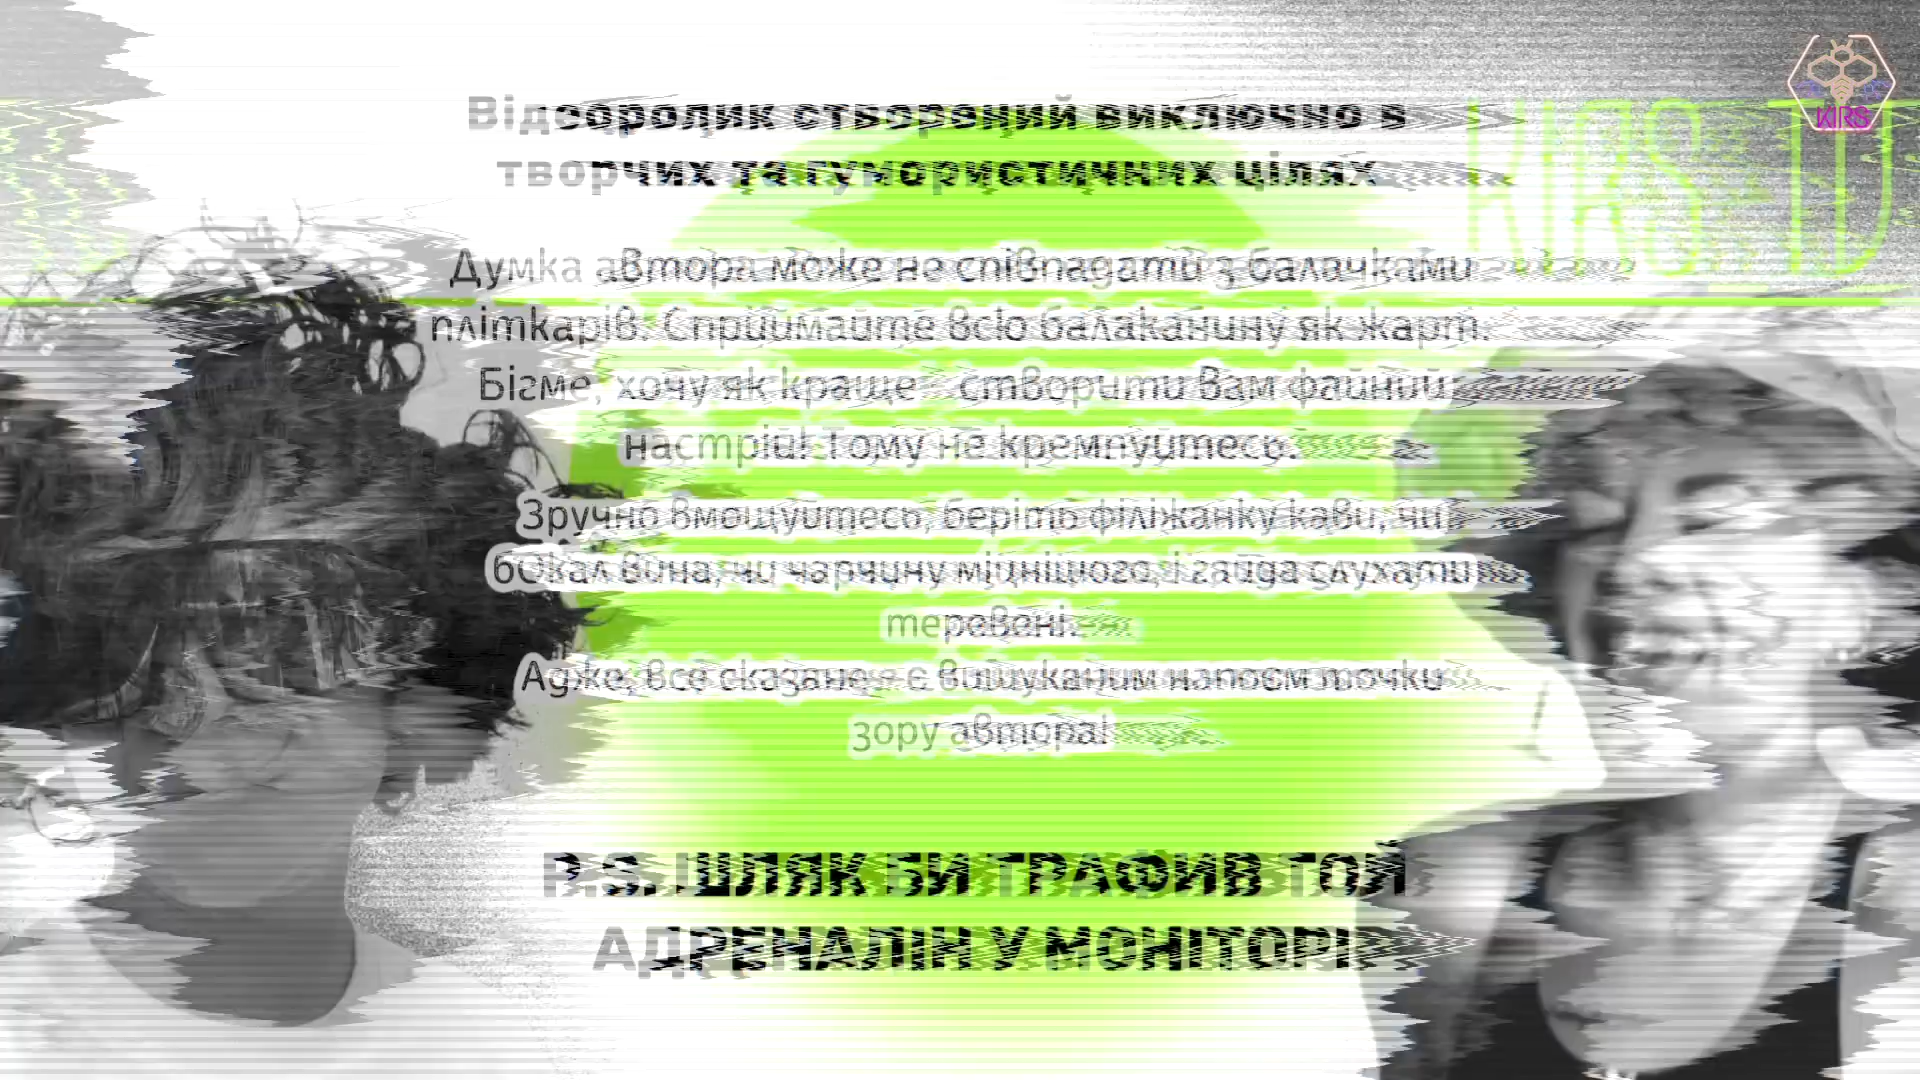 KIRS
KIRS TU
Відеоролик створений виключно в
творчих та гумористичних цілях
Думка автора може не співпадати з балачками
пліткарів. Сприймайте всю балаканину як жарт.
Бігме, хочу як краще створити Вам файний
настрій! Тому не кремпуйтесь.
Зручно вмощуйтесь, беріть філіжанку кави, чи
бокал вина, чи чарчину міцнішого, і гайда слухати
теревені.
Адже, все сказане - є вишуканим напоєм точки
зору автора!
P.S. ШЛЯК БИ ТРАФИВ ТОЙ
АДРЕНАЛІН У МОНІТОРІ